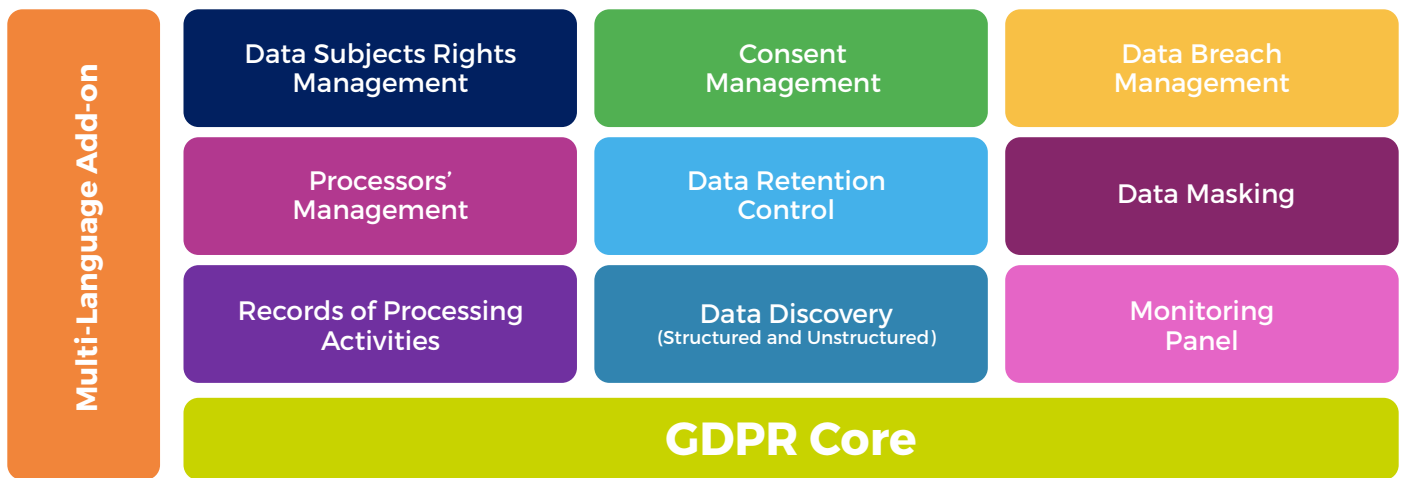 Multi-Language Add-on
Data Subjects Rights
Management
Consent
Management
Data Breach
Management
Processors’
Management
Data Retention
Control
Data Masking
Records of Processing
Activities
Data Discovery
(Structured and Unstructured)
Monitoring
Panel
GDPR Core